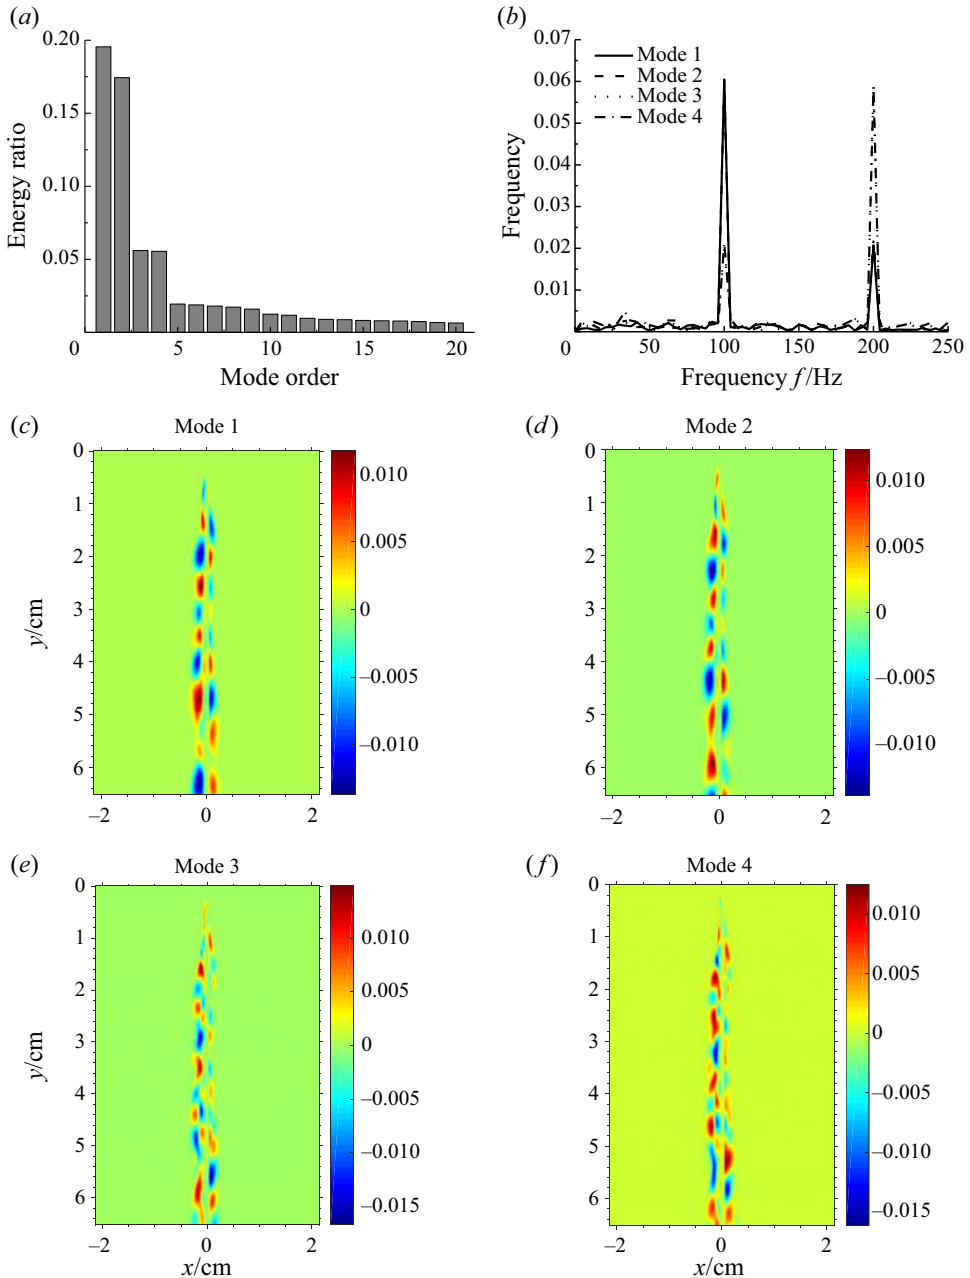 (a)
0.20
0.15
0.10
0.05
Energy ratio
0 5 10 15 20
Mode order
(b)
0.07
0.06
0.05
0.04
0.03
0.02
0.01
Frequency
Mode 1
Mode 2
Mode 3
Mode 4
0 50 100 150 200 250
Frequency f/Hz
(c)
Mode 1
0
1
2
3
4
5
6
y/cm
–2 0 2
0.010
0.005
0
–0.005
–0.010
(d)
Mode 2
0
1
2
3
4
5
6
–2 0 2
0.010
0.005
0
–0.005
–0.010
(e)
Mode 3
0
1
2
3
4
5
6
y/cm
–2 0 2
x/cm
0.010
0.005
0
–0.005
–0.010
–0.015
(f)
Mode 4
0
1
2
3
4
5
6
–2 0 2
x/cm
0.010
0.005
0
–0.005
–0.010
–0.015